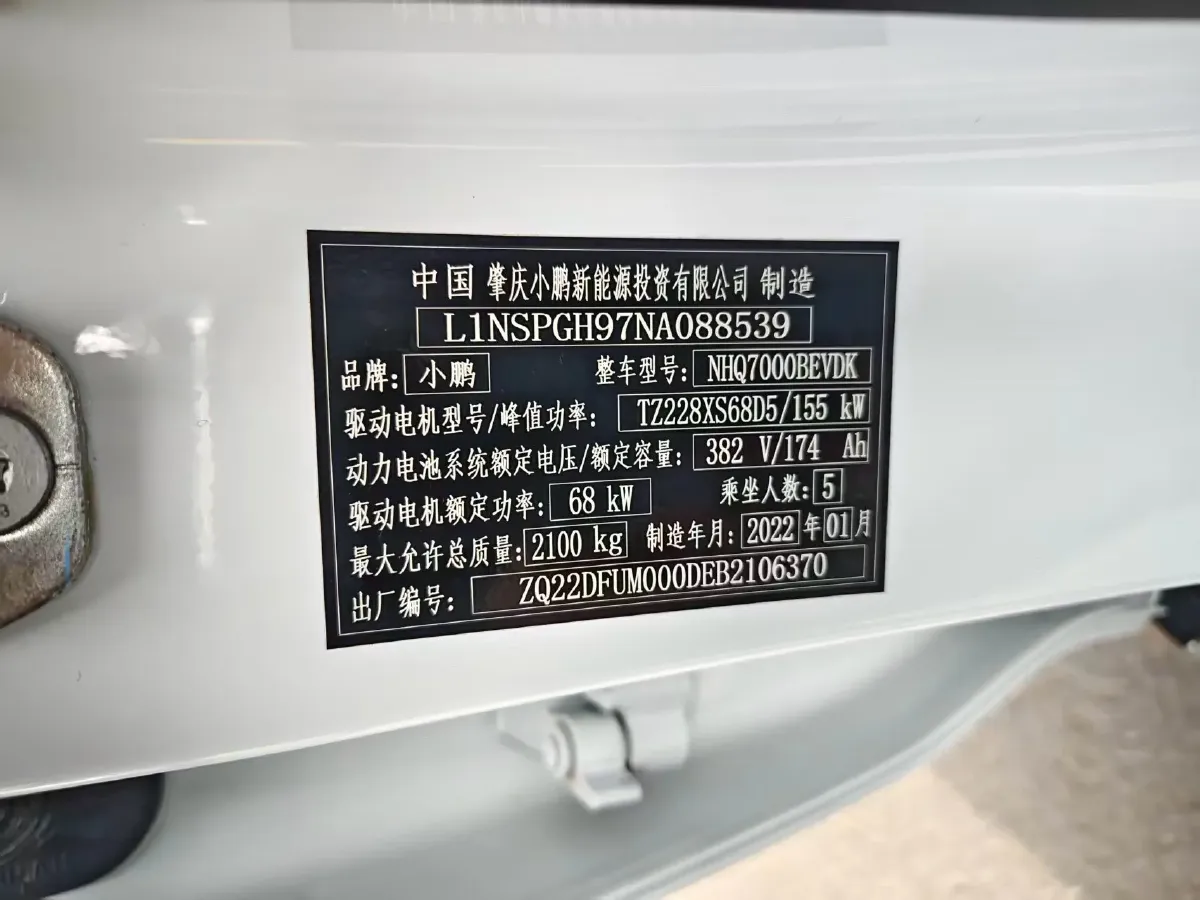 中国 肇庆小鹏新能源投资有限公司 制造
L1NSPGH97NA088539
品牌: 小鹏 整车型号: NHQ7000BEVDK
驱动电机型号/峰值功率: TZ228XS68D5/155 kW
动力电池系统额定电压/额定容量: 382 V/174 Ah
驱动电机额定功率: 68 kW 乘坐人数: 5
最大允许总质量: 2100 kg 制造年月: 2022 年 01 月
出厂编号: ZQ22DFUM000DEB2106370